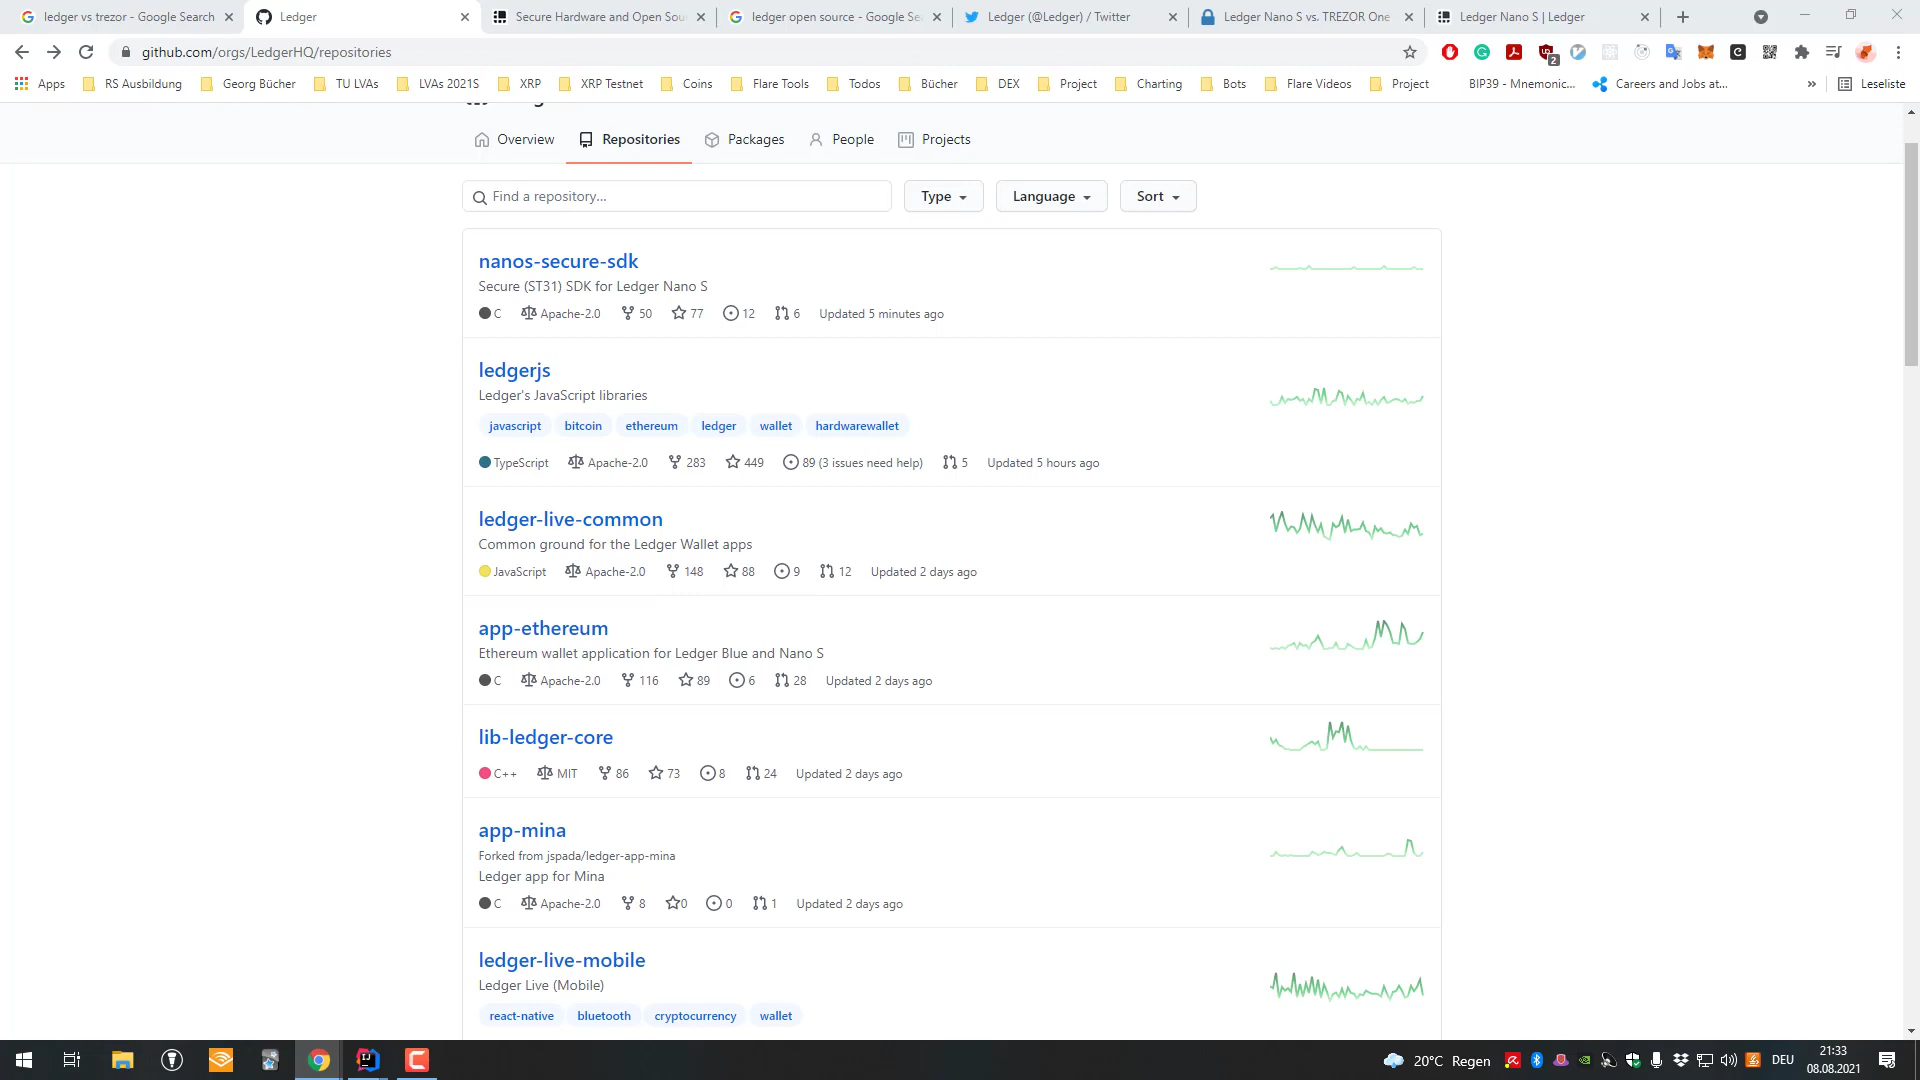 ledger vs trezor - Google Search
Ledger
Secure Hardware and Open Sou
ledger open source - Google Se
Ledger (@Ledger) / Twitter
Ledger Nano S vs. TREZOR One
Ledger Nano S | Ledger
github.com/orgs/LedgerHQ/repositories
2
Apps
RS Ausbildung
Georg Bücher
TU LVAs
LVAs 2021S
XRP
XRP Testnet
Coins
Flare Tools
Todos
Bücher
DEX
Project
Charting
Bots
Flare Videos
Project
BIP39 - Mnemonic...
Careers and Jobs at...
»
Leseliste
Overview
Repositories
Packages
People
Projects
Find a repository...
Type
Language
Sort
nanos-secure-sdk
Secure (ST31) SDK for Ledger Nano S
C Apache-2.0 50 77 12 6 Updated 5 minutes ago
ledgerjs
Ledger's JavaScript libraries
javascript bitcoin ethereum ledger wallet hardwarewallet
TypeScript Apache-2.0 283 449 89 (3 issues need help) 5 Updated 5 hours ago
ledger-live-common
Common ground for the Ledger Wallet apps
JavaScript Apache-2.0 148 88 9 12 Updated 2 days ago
app-ethereum
Ethereum wallet application for Ledger Blue and Nano S
C Apache-2.0 116 89 6 28 Updated 2 days ago
lib-ledger-core
C++ MIT 86 73 8 24 Updated 2 days ago
app-mina
Forked from jspada/ledger-app-mina
Ledger app for Mina
C Apache-2.0 8 0 0 1 Updated 2 days ago
ledger-live-mobile
Ledger Live (Mobile)
react-native bluetooth cryptocurrency wallet
20°C Regen
DEU
21:33
08.08.2021